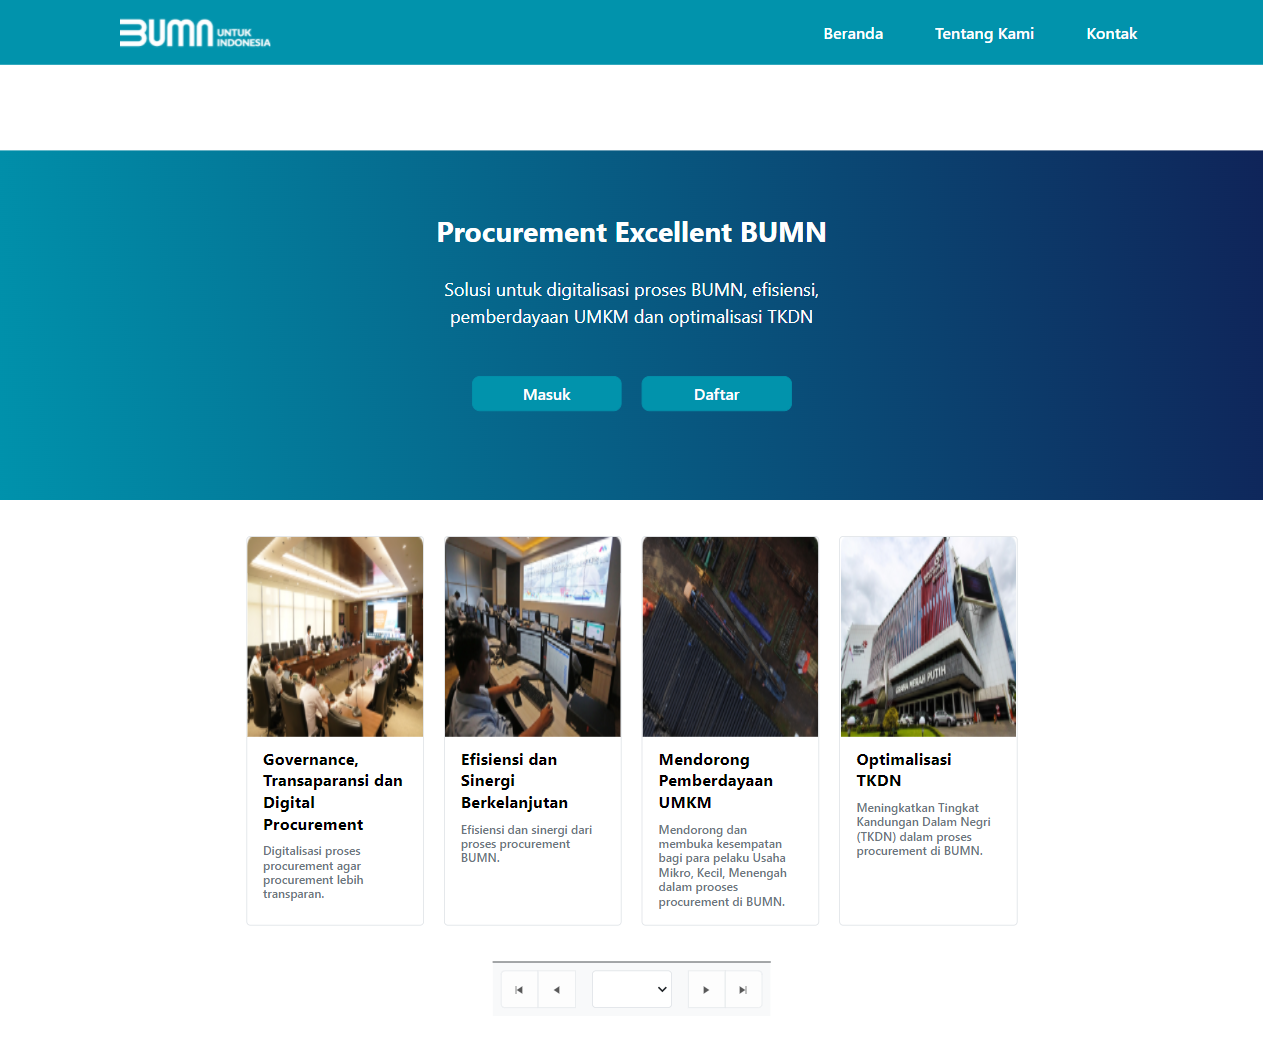 BUMN UNTUK INDONESIA
Beranda
Tentang Kami
Kontak
Procurement Excellent BUMN
Solusi untuk digitalisasi proses BUMN, efisiensi,
pemberdayaan UMKM dan optimalisasi TKDN
Masuk
Daftar
GRAHA MERAH PUTIH
Governance,
Transaparansi dan
Digital
Procurement
Digitalisasi proses
procurement agar
procurement lebih
transparan.
Efisiensi dan
Sinergi
Berkelanjutan
Efisiensi dan sinergi dari
proses procurement
BUMN.
Mendorong
Pemberdayaan
UMKM
Mendorong dan
membuka kesempatan
bagi para pelaku Usaha
Mikro, Kecil, Menengah
dalam prooses
procurement di BUMN.
Optimalisasi
TKDN
Meningkatkan Tingkat
Kandungan Dalam Negri
(TKDN) dalam proses
procurement di BUMN.